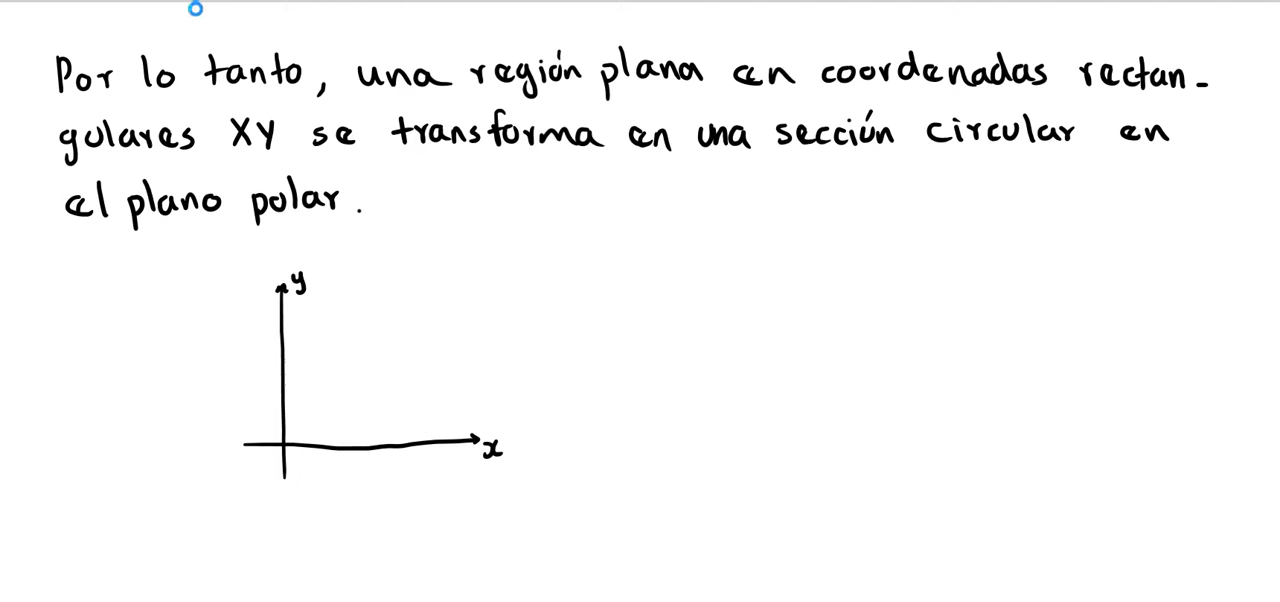 Por lo tanto, una región plana en coordenadas rectan-
gulares XY se transforma en una sección circular en
el plano polar.
y
x